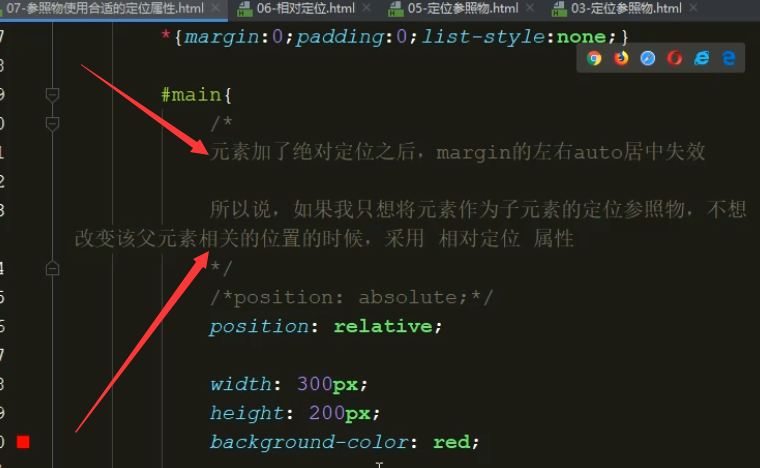 07-参照物使用合适的定位属性.html 06-相对定位.html 05-定位参照物.html 03-定位参照物.html
7 *{margin:0;padding:0;list-style:none;}
8
9 #main{
0 /*
1 元素加了绝对定位之后，margin的左右auto居中失效
2
3 所以说，如果我只想将元素作为子元素的定位参照物，不想
改变该父元素相关的位置的时候，采用 相对定位 属性
4 */
5 /*position: absolute;*/
6 position: relative;
7
8 width: 300px;
9 height: 200px;
0 background-color: red;